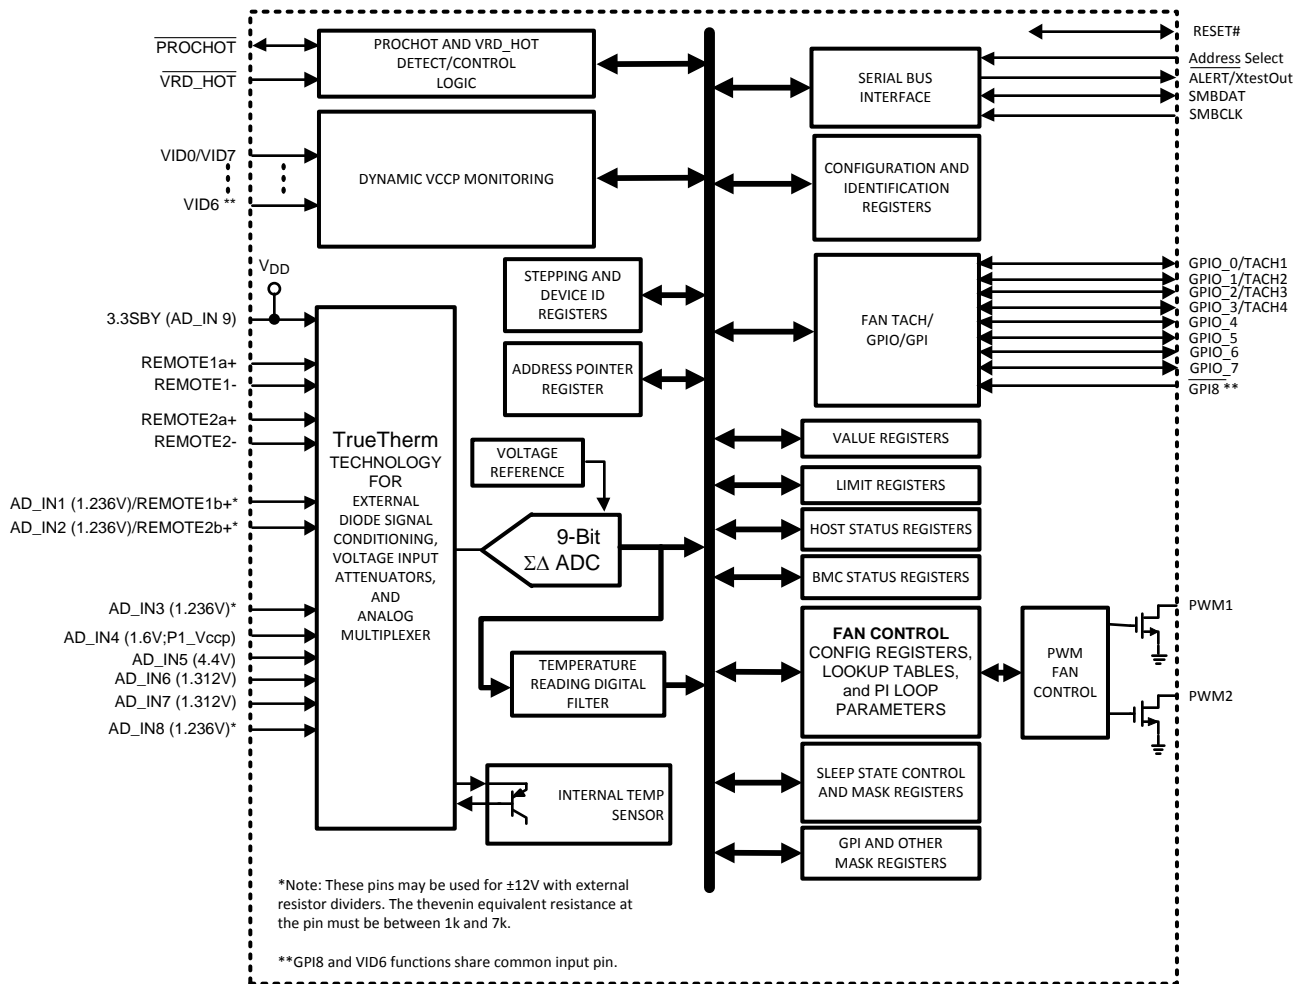 PROCHOT
VRD_HOT
VID0/VID7
VID6 **
VDD
3.3SBY (AD_IN 9)
REMOTE1a+
REMOTE1-
REMOTE2a+
REMOTE2-
AD_IN1 (1.236V)/REMOTE1b+*
AD_IN2 (1.236V)/REMOTE2b+*
AD_IN3 (1.236V)*
AD_IN4 (1.6V;P1_Vccp)
AD_IN5 (4.4V)
AD_IN6 (1.312V)
AD_IN7 (1.312V)
AD_IN8 (1.236V)*
PROCHOT AND VRD_HOT
DETECT/CONTROL
LOGIC
DYNAMIC VCCP MONITORING
STEPPING AND
DEVICE ID
REGISTERS
ADDRESS POINTER
REGISTER
TrueTherm
TECHNOLOGY
FOR
EXTERNAL
DIODE SIGNAL
CONDITIONING,
VOLTAGE INPUT
ATTENUATORS,
AND
ANALOG
MULTIPLEXER
VOLTAGE
REFERENCE
9-Bit
ΣΔ ADC
TEMPERATURE
READING DIGITAL
FILTER
INTERNAL TEMP
SENSOR
SERIAL BUS
INTERFACE
CONFIGURATION AND
IDENTIFICATION
REGISTERS
FAN TACH/
GPIO/GPI
VALUE REGISTERS
LIMIT REGISTERS
HOST STATUS REGISTERS
BMC STATUS REGISTERS
FAN CONTROL
CONFIG REGISTERS,
LOOKUP TABLES,
and PI LOOP
PARAMETERS
PWM
FAN
CONTROL
SLEEP STATE CONTROL
AND MASK REGISTERS
GPI AND OTHER
MASK REGISTERS
RESET#
Address Select
ALERT/XtestOut
SMBDAT
SMBCLK
GPIO_0/TACH1
GPIO_1/TACH2
GPIO_2/TACH3
GPIO_3/TACH4
GPIO_4
GPIO_5
GPIO_6
GPIO_7
GPI8 **
PWM1
PWM2
*Note: These pins may be used for ±12V with external
resistor dividers. The thevenin equivalent resistance at
the pin must be between 1k and 7k.
**GPI8 and VID6 functions share common input pin.